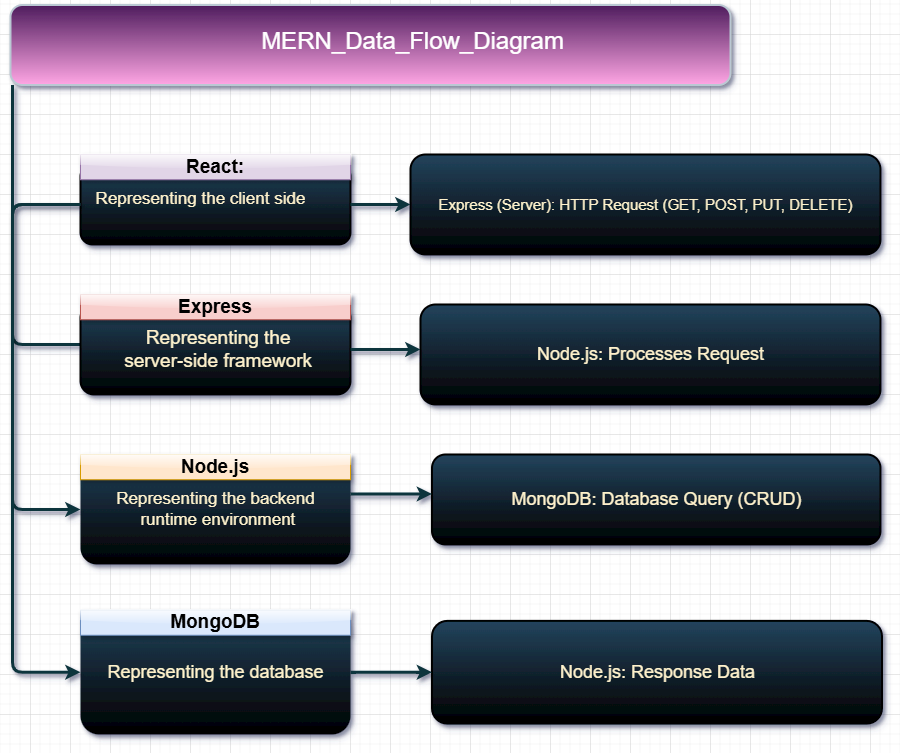 MERN_Data_Flow_Diagram
React:
Representing the client side
Express (Server): HTTP Request (GET, POST, PUT, DELETE)
Express
Representing the
server-side framework
Node.js: Processes Request
Node.js
Representing the backend
runtime environment
MongoDB: Database Query (CRUD)
MongoDB
Representing the database
Node.js: Response Data